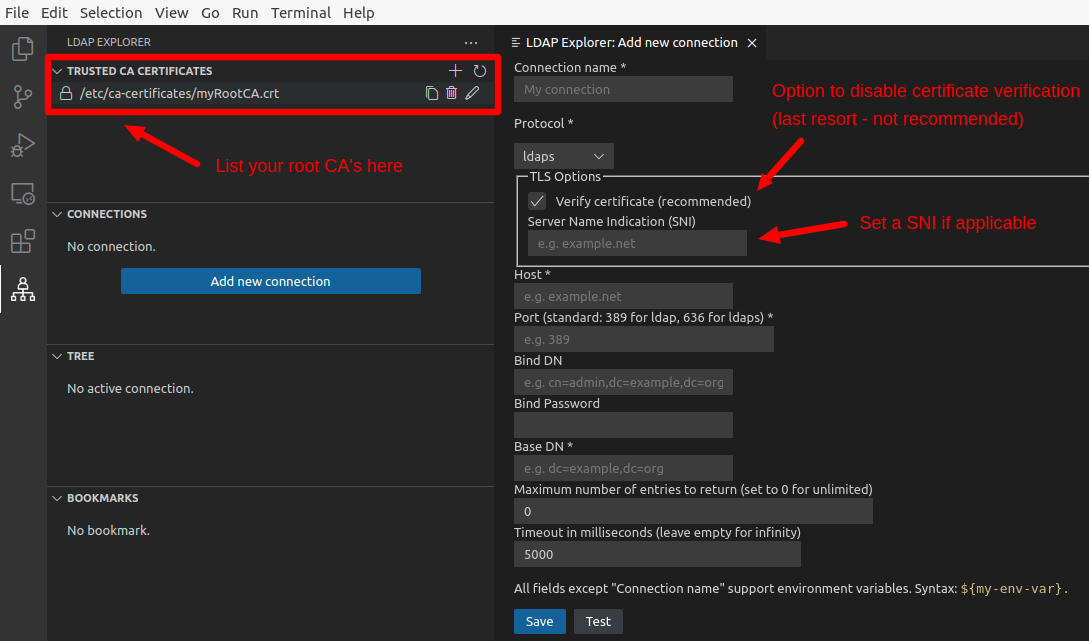 File Edit Selection View Go Run Terminal Help
LDAP EXPLORER
TRUSTED CA CERTIFICATES
/etc/ca-certificates/myRootCA.crt
List your root CA's here
CONNECTIONS
No connection.
Add new connection
TREE
No active connection.
BOOKMARKS
No bookmark.
LDAP Explorer: Add new connection
Connection name *
My connection
Option to disable certificate verification
(last resort - not recommended)
Protocol *
ldaps
TLS Options
Verify certificate (recommended)
Server Name Indication (SNI)
e.g. example.net
Set a SNI if applicable
Host *
e.g. example.net
Port (standard: 389 for ldap, 636 for ldaps) *
e.g. 389
Bind DN
e.g. cn=admin,dc=example,dc=org
Bind Password
Base DN *
e.g. dc=example,dc=org
Maximum number of entries to return (set to 0 for unlimited)
0
Timeout in milliseconds (leave empty for infinity)
5000
All fields except "Connection name" support environment variables. Syntax: ${my-env-var}.
Save Test